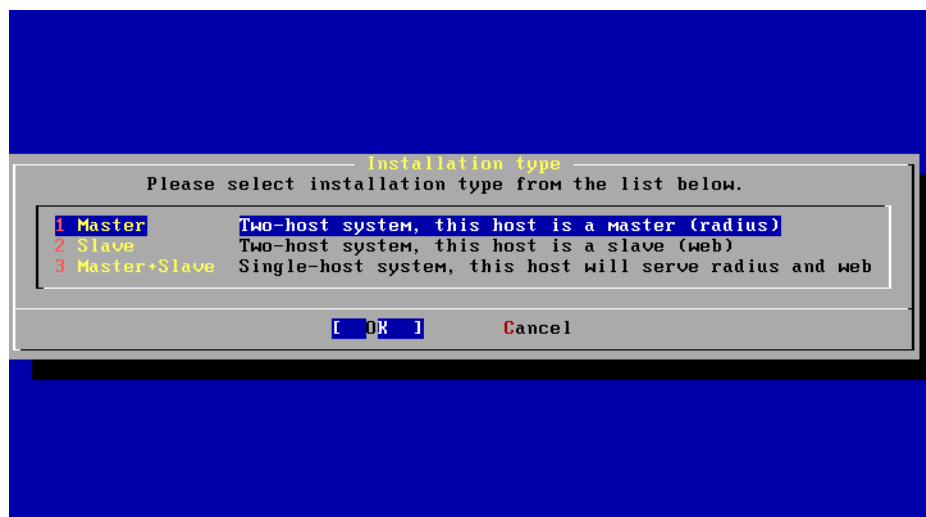 Installation type
Please select installation type from the list below.
1 Master Two-host system, this host is a master (radius)
2 Slave Two-host system, this host is a slave (web)
3 Master+Slave Single-host system, this host will serve radius and web
[ OK ] Cancel